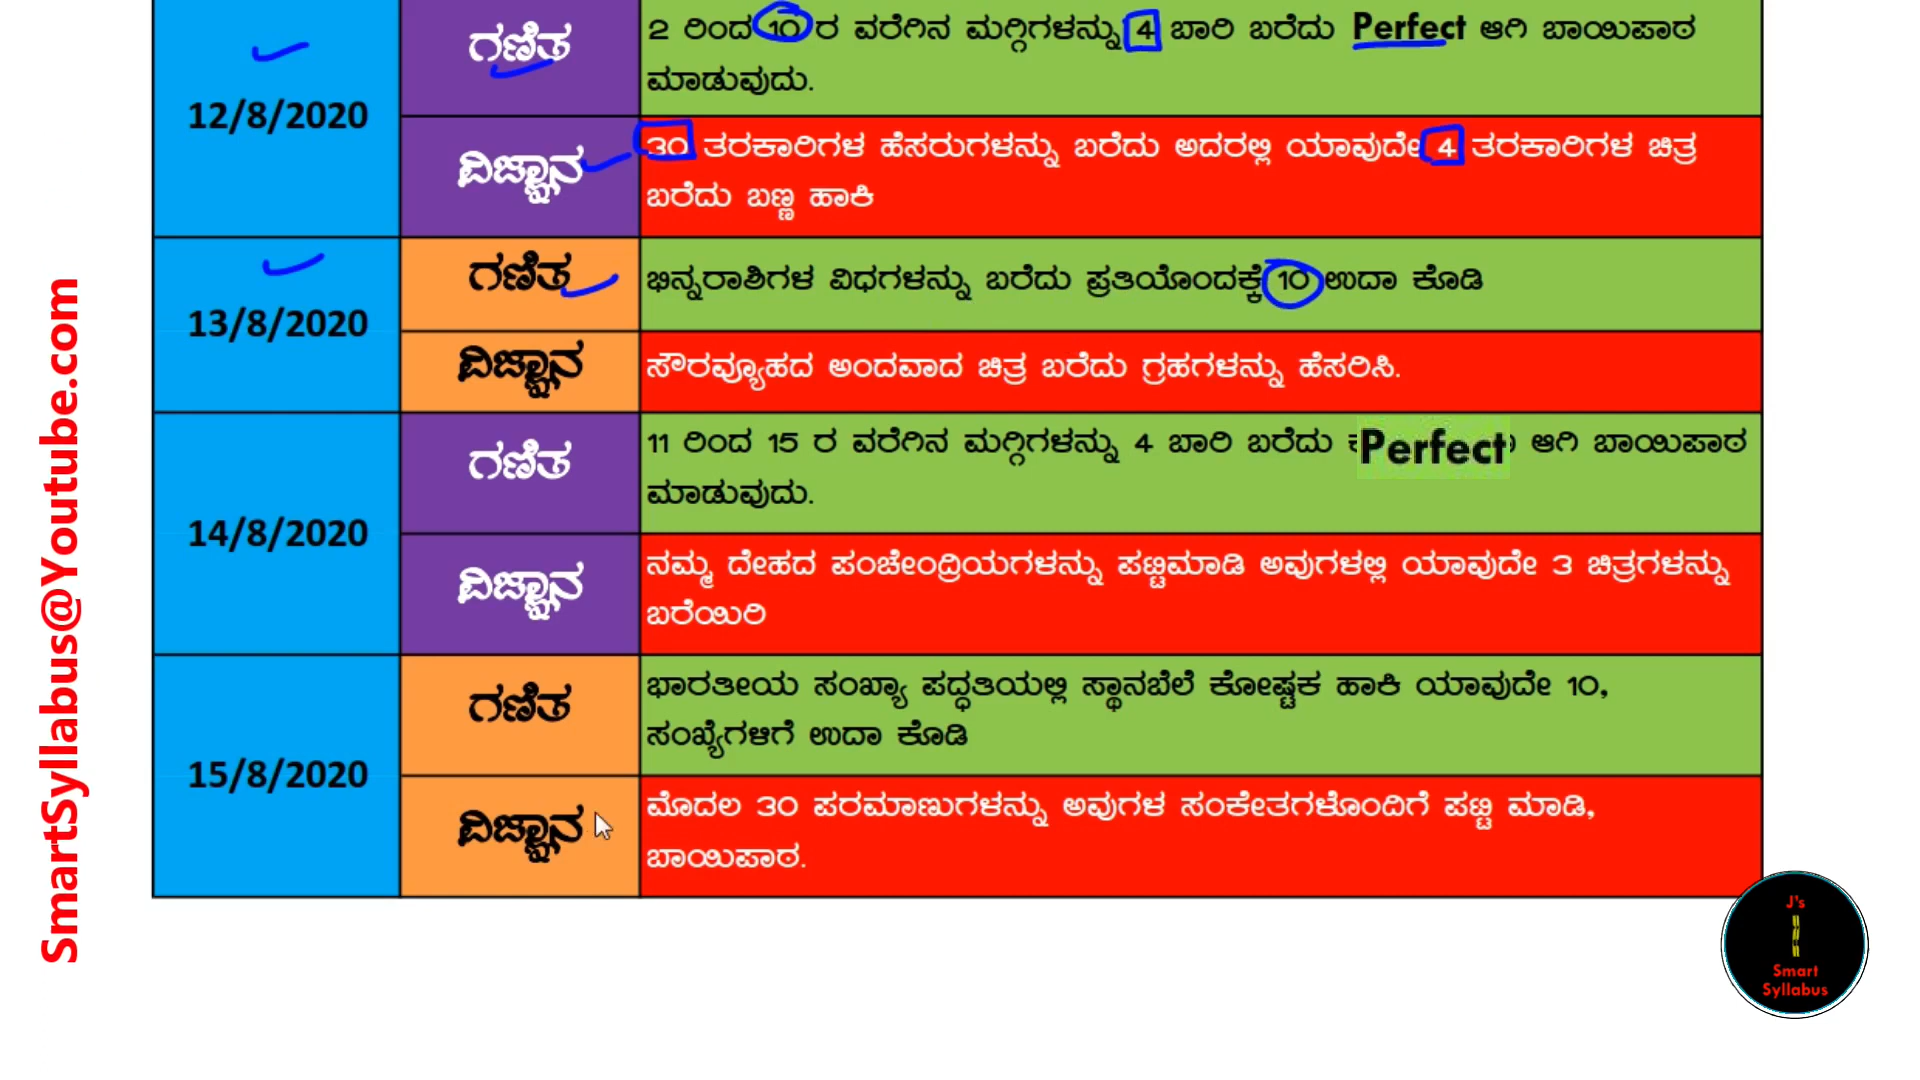 ಗಣಿತ
2 ರಿಂದ 10 ರ ವರೆಗಿನ ಮಗ್ಗಿಗಳನ್ನು 4 ಬಾರಿ ಬರೆದು Perfect ಆಗಿ ಬಾಯಿಪಾಠ
ಮಾಡುವುದು.
12/8/2020
ವಿಜ್ಞಾನ
30 ತರಕಾರಿಗಳ ಹೆಸರುಗಳನ್ನು ಬರೆದು ಅದರಲ್ಲಿ ಯಾವುದೇ 4 ತರಕಾರಿಗಳ ಚಿತ್ರ
ಬರೆದು ಬಣ್ಣ ಹಾಕಿ
13/8/2020
ಗಣಿತ
ಭಿನ್ನರಾಶಿಗಳ ವಿಧಗಳನ್ನು ಬರೆದು ಪ್ರತಿಯೊಂದಕ್ಕೆ 10 ಉದಾ ಕೊಡಿ
ವಿಜ್ಞಾನ
ಸೌರವ್ಯೂಹದ ಅಂದವಾದ ಚಿತ್ರ ಬರೆದು ಗ್ರಹಗಳನ್ನು ಹೆಸರಿಸಿ.
14/8/2020
ಗಣಿತ
11 ರಿಂದ 15 ರ ವರೆಗಿನ ಮಗ್ಗಿಗಳನ್ನು 4 ಬಾರಿ ಬರೆದು Perfect ಆಗಿ ಬಾಯಿಪಾಠ
ಮಾಡುವುದು.
ವಿಜ್ಞಾನ
ನಮ್ಮ ದೇಹದ ಪಂಚೇಂದ್ರಿಯಗಳನ್ನು ಪಟ್ಟಿಮಾಡಿ ಅವುಗಳಲ್ಲಿ ಯಾವುದೇ 3 ಚಿತ್ರಗಳನ್ನು
ಬರೆಯಿರಿ
15/8/2020
ಗಣಿತ
ಭಾರತೀಯ ಸಂಖ್ಯಾ ಪದ್ಧತಿಯಲ್ಲಿ ಸ್ಥಾನಬೆಲೆ ಕೋಷ್ಟಕ ಹಾಕಿ ಯಾವುದೇ 10,
ಸಂಖ್ಯೆಗಳಿಗೆ ಉದಾ ಕೊಡಿ
ವಿಜ್ಞಾನ
ಮೊದಲ 30 ಪರಮಾಣುಗಳನ್ನು ಅವುಗಳ ಸಂಕೇತಗಳೊಂದಿಗೆ ಪಟ್ಟಿ ಮಾಡಿ,
ಬಾಯಿಪಾಠ.
SmartSyllabus@Youtube.com
J's
Smart
Syllabus